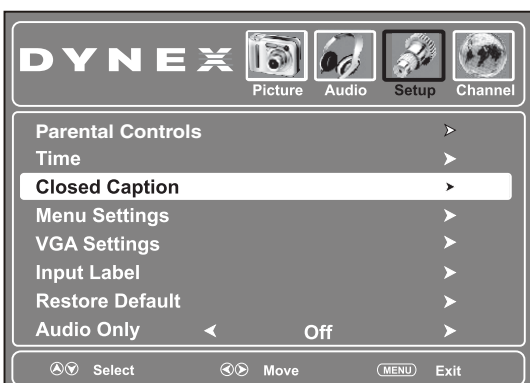 DYNEX
Picture Audio Setup Channel
Parental Controls
Time
Closed Caption
Menu Settings
VGA Settings
Input Label
Restore Default
Audio Only Off
Select Move MENU Exit